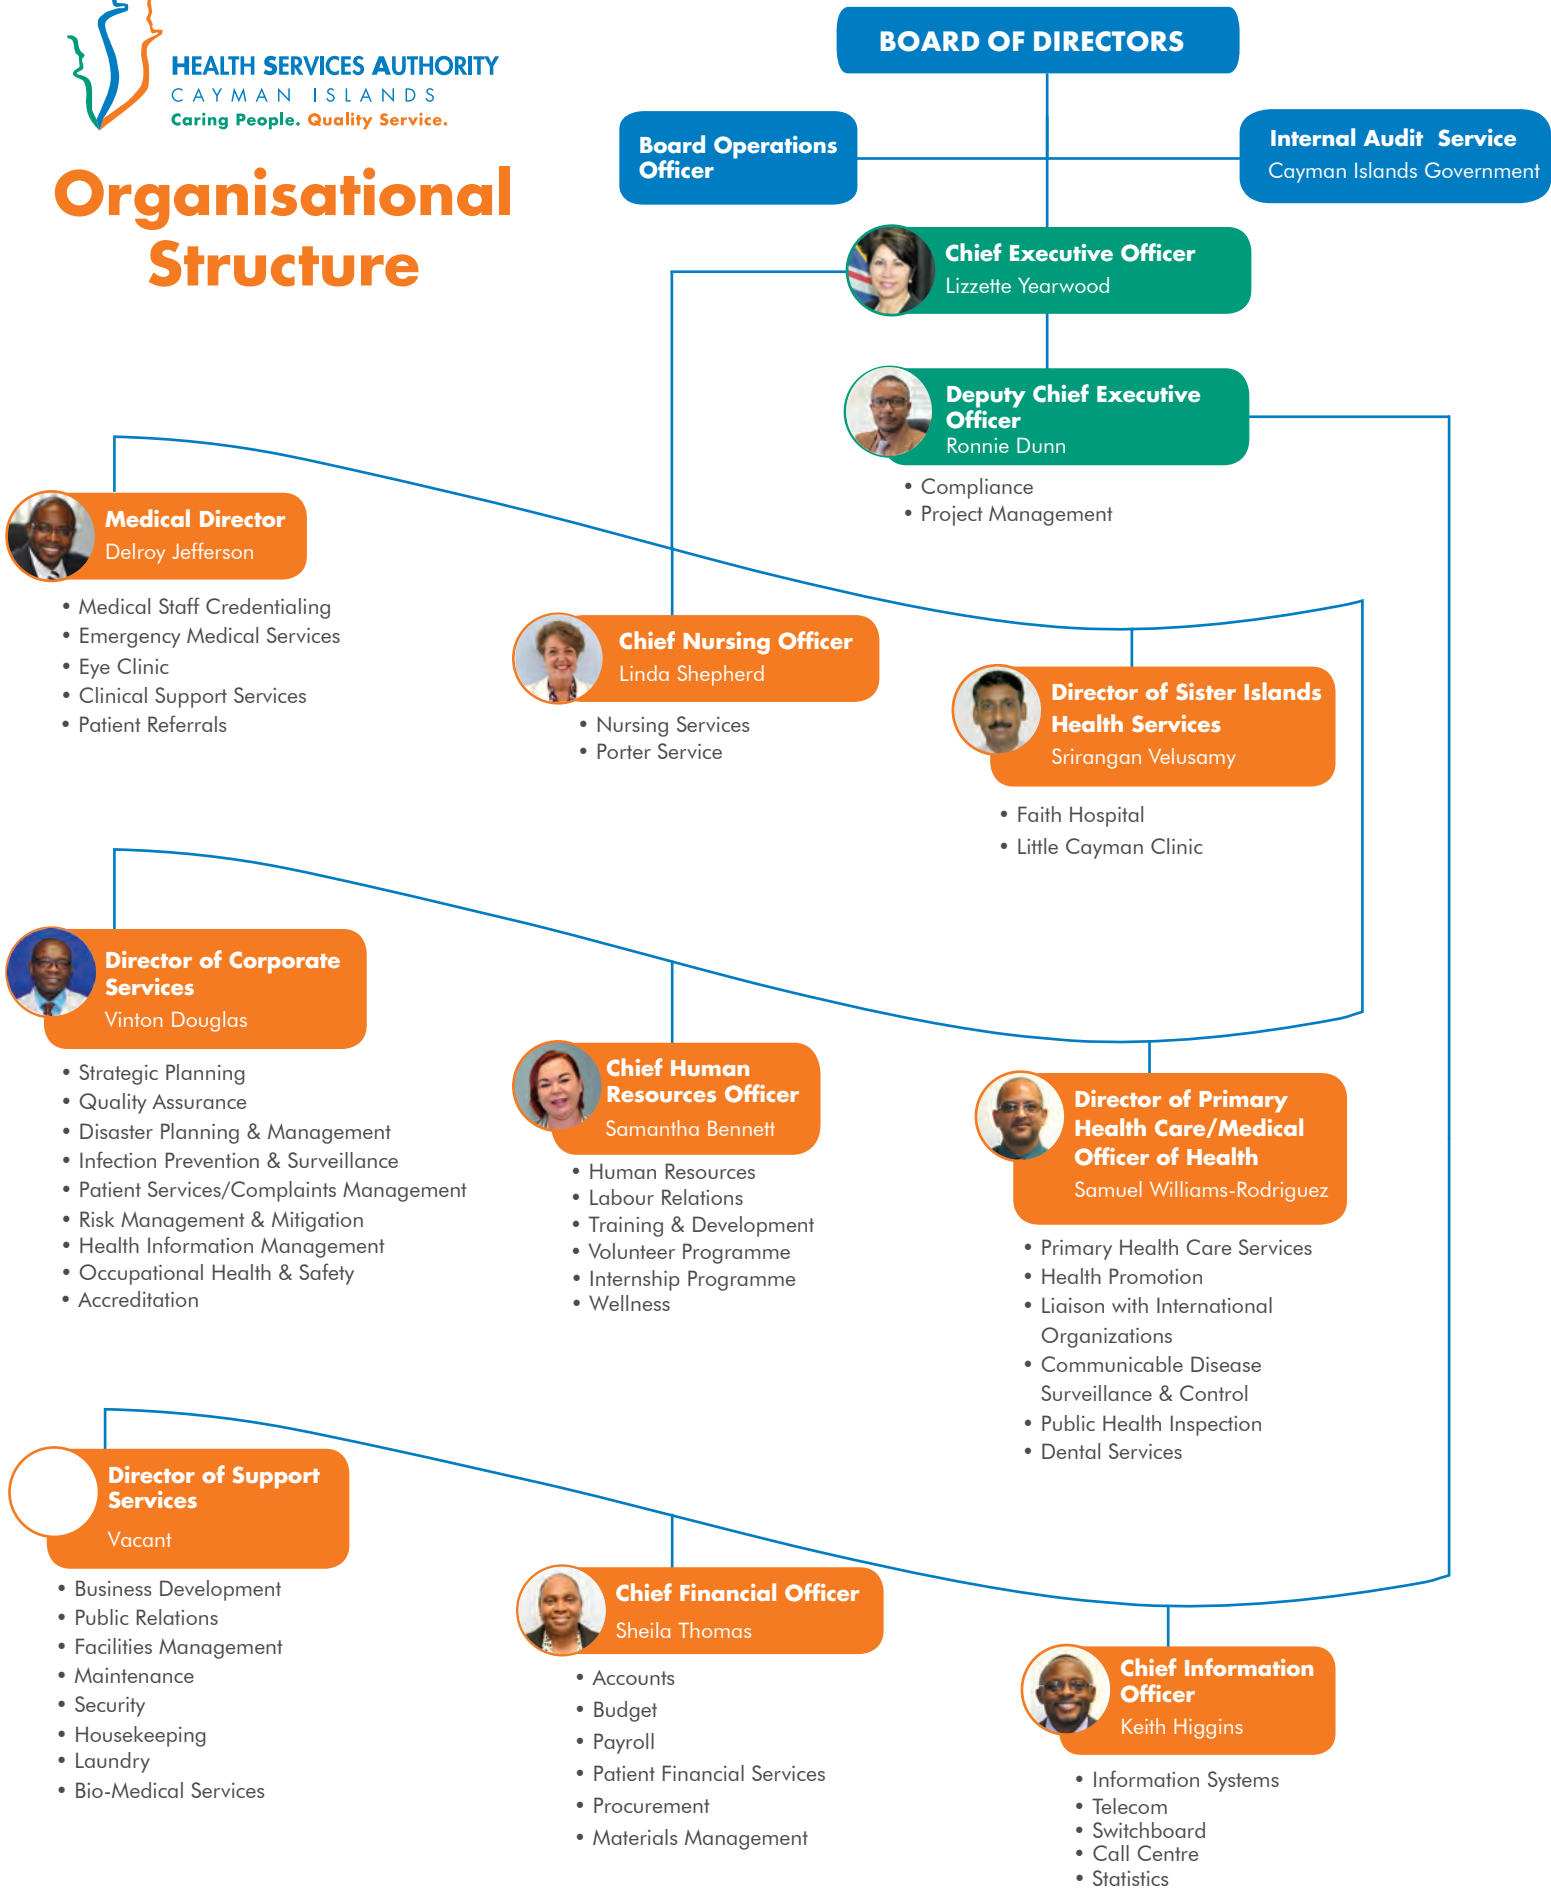 HEALTH SERVICES AUTHORITY
CAYMAN ISLANDS
Caring People. Quality Service.
Organisational
Structure
BOARD OF DIRECTORS
Board Operations
Officer
Internal Audit Service
Cayman Islands Government
Chief Executive Officer
Lizzette Yearwood
Deputy Chief Executive
Officer
Ronnie Dunn
• Compliance
• Project Management
Medical Director
Delroy Jefferson
• Medical Staff Credentialing
• Emergency Medical Services
• Eye Clinic
• Clinical Support Services
• Patient Referrals
Chief Nursing Officer
Linda Shepherd
• Nursing Services
• Porter Service
Director of Sister Islands
Health Services
Srirangan Velusamy
• Faith Hospital
• Little Cayman Clinic
Director of Corporate
Services
Vinton Douglas
• Strategic Planning
• Quality Assurance
• Disaster Planning & Management
• Infection Prevention & Surveillance
• Patient Services/Complaints Management
• Risk Management & Mitigation
• Health Information Management
• Occupational Health & Safety
• Accreditation
Chief Human
Resources Officer
Samantha Bennett
• Human Resources
• Labour Relations
• Training & Development
• Volunteer Programme
• Internship Programme
• Wellness
Director of Primary
Health Care/Medical
Officer of Health
Samuel Williams-Rodriguez
• Primary Health Care Services
• Health Promotion
• Liaison with International
Organizations
• Communicable Disease
Surveillance & Control
• Public Health Inspection
• Dental Services
Director of Support
Services
Vacant
• Business Development
• Public Relations
• Facilities Management
• Maintenance
• Security
• Housekeeping
• Laundry
• Bio-Medical Services
Chief Financial Officer
Sheila Thomas
• Accounts
• Budget
• Payroll
• Patient Financial Services
• Procurement
• Materials Management
Chief Information
Officer
Keith Higgins
• Information Systems
• Telecom
• Switchboard
• Call Centre
• Statistics